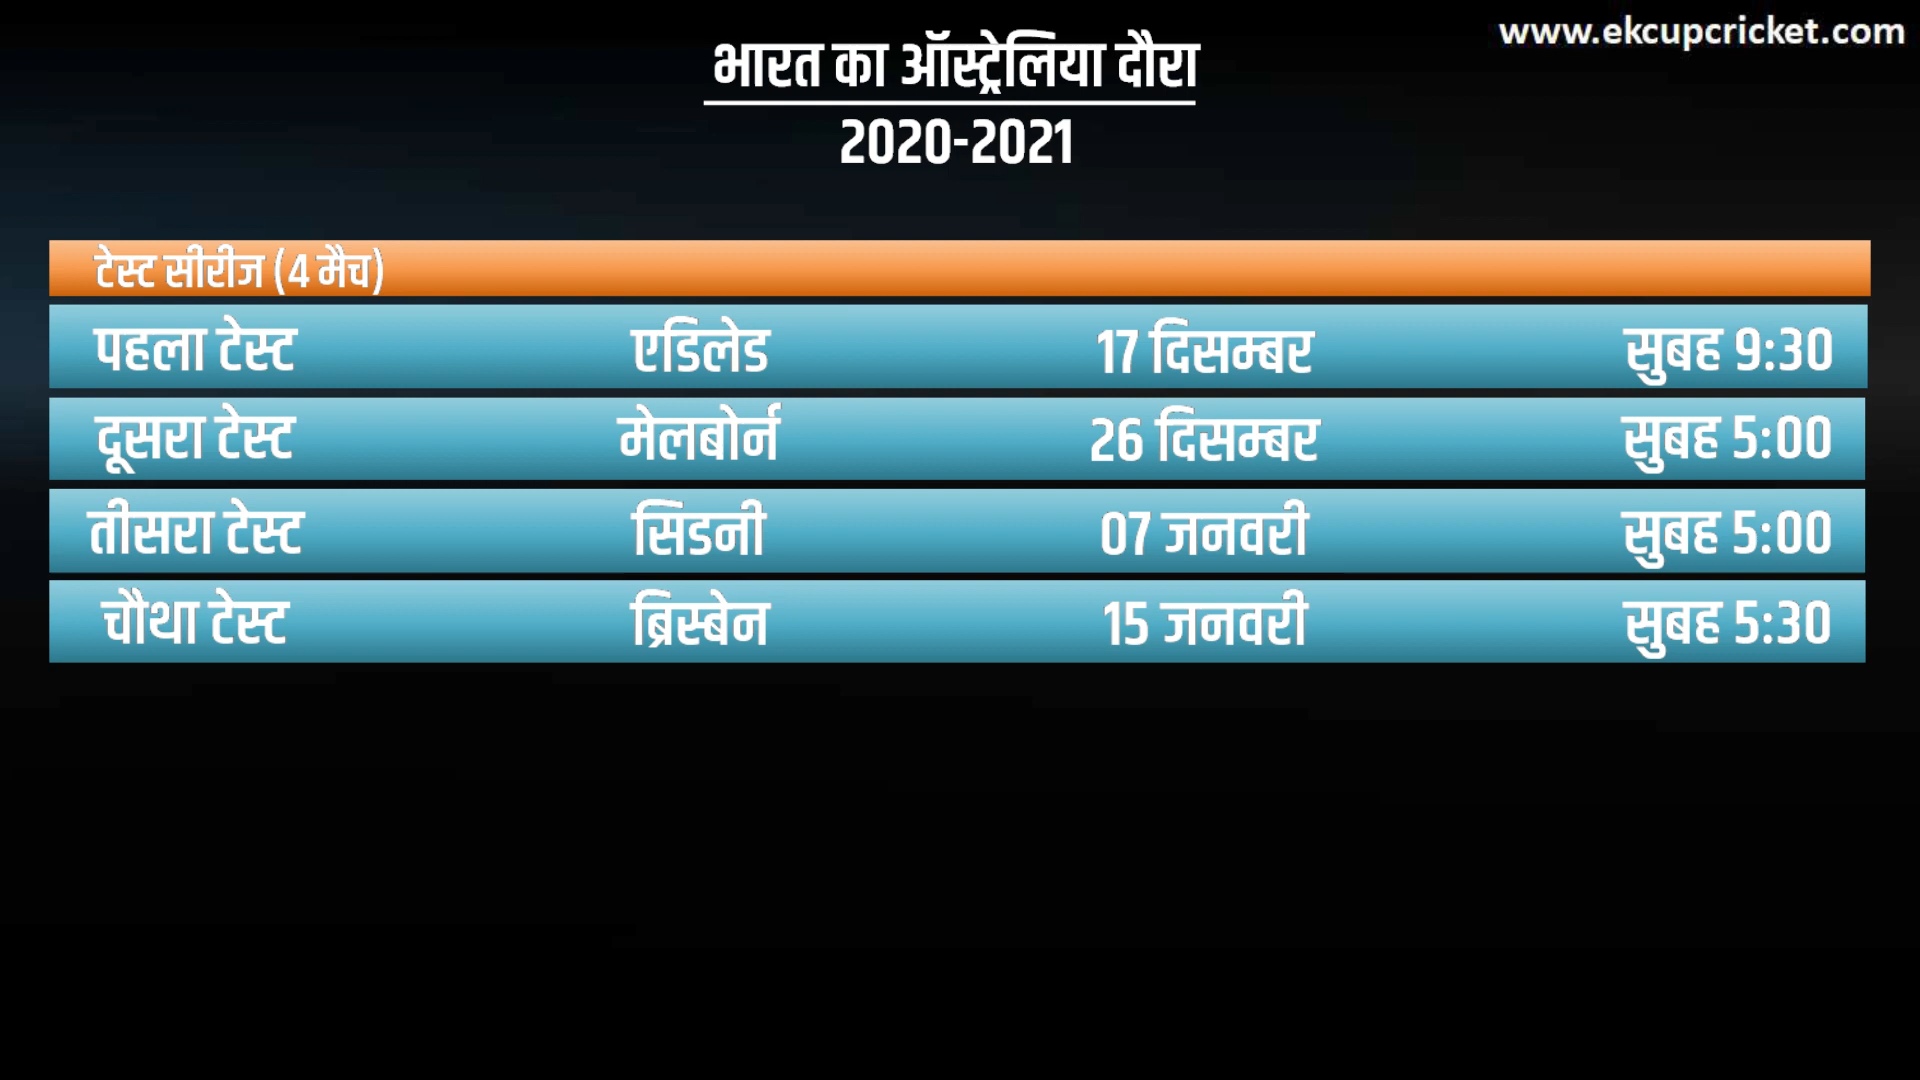 www.ekcupcricket.com
भारत का ऑस्ट्रेलिया दौरा
2020-2021
टेस्ट सीरीज (4 मैच)
पहला टेस्ट एडिलेड 17 दिसम्बर सुबह 9:30
दूसरा टेस्ट मेलबोर्न 26 दिसम्बर सुबह 5:00
तीसरा टेस्ट सिडनी 07 जनवरी सुबह 5:00
चौथा टेस्ट ब्रिस्बेन 15 जनवरी सुबह 5:30